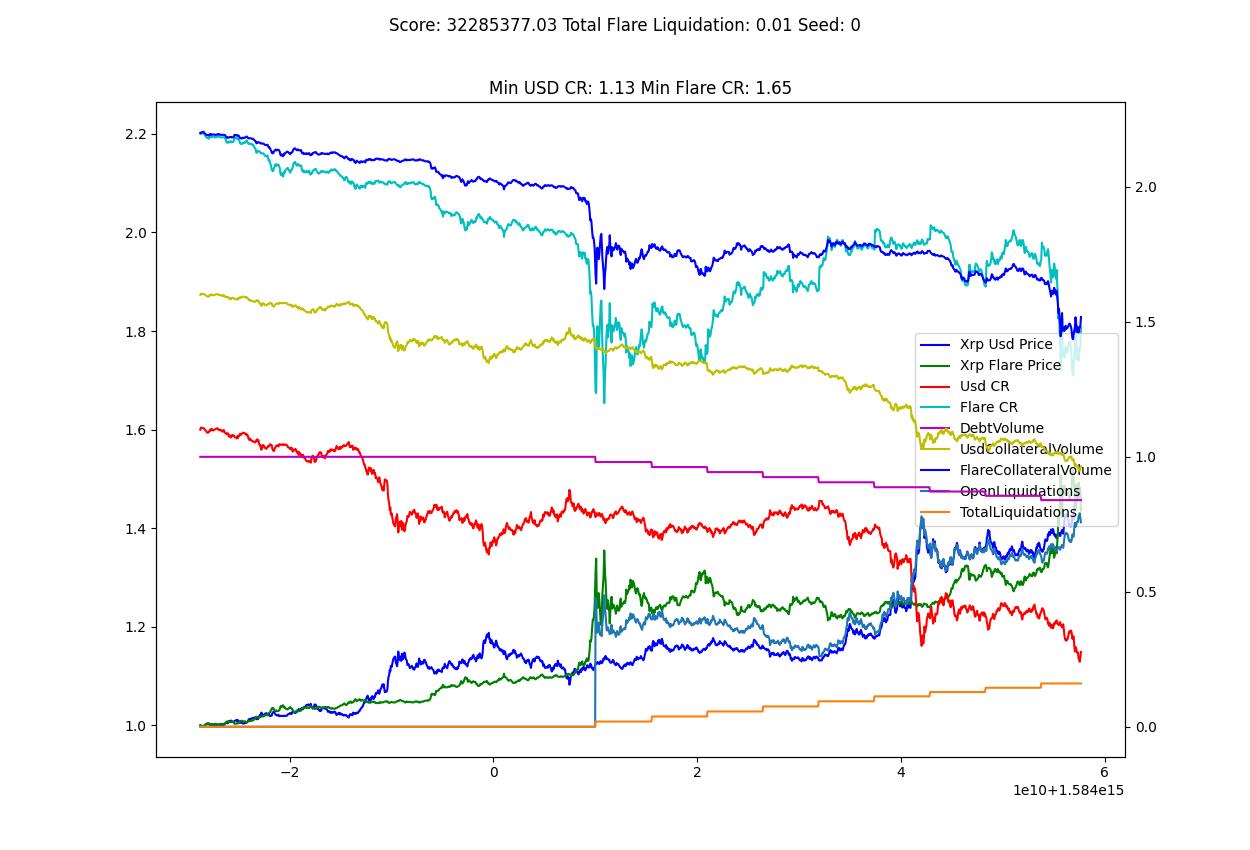 Score: 32285377.03 Total Flare Liquidation: 0.01 Seed: 0
Min USD CR: 1.13 Min Flare CR: 1.65
2.2
2.0
1.8
1.6
1.4
1.2
1.0
2.0
1.5
1.0
0.5
0.0
Xrp Usd Price
Xrp Flare Price
Usd CR
Flare CR
DebtVolume
UsdCollateralVolume
FlareCollateralVolume
OpenLiquidations
TotalLiquidations
−2 0 2 4 6
1e10+1.584e15